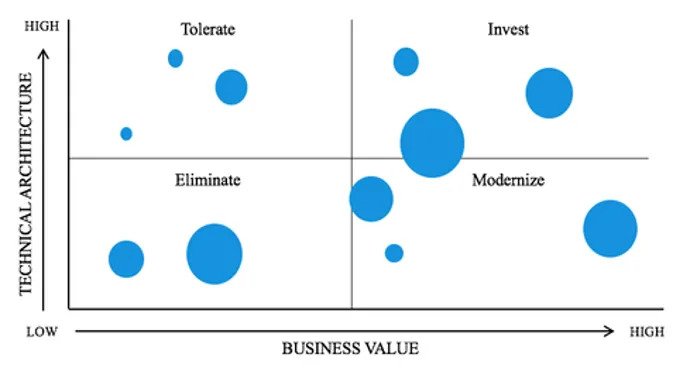 HIGH
Tolerate
Invest
TECHNICAL ARCHITECTURE
Eliminate
Modernize
LOW
HIGH
BUSINESS VALUE